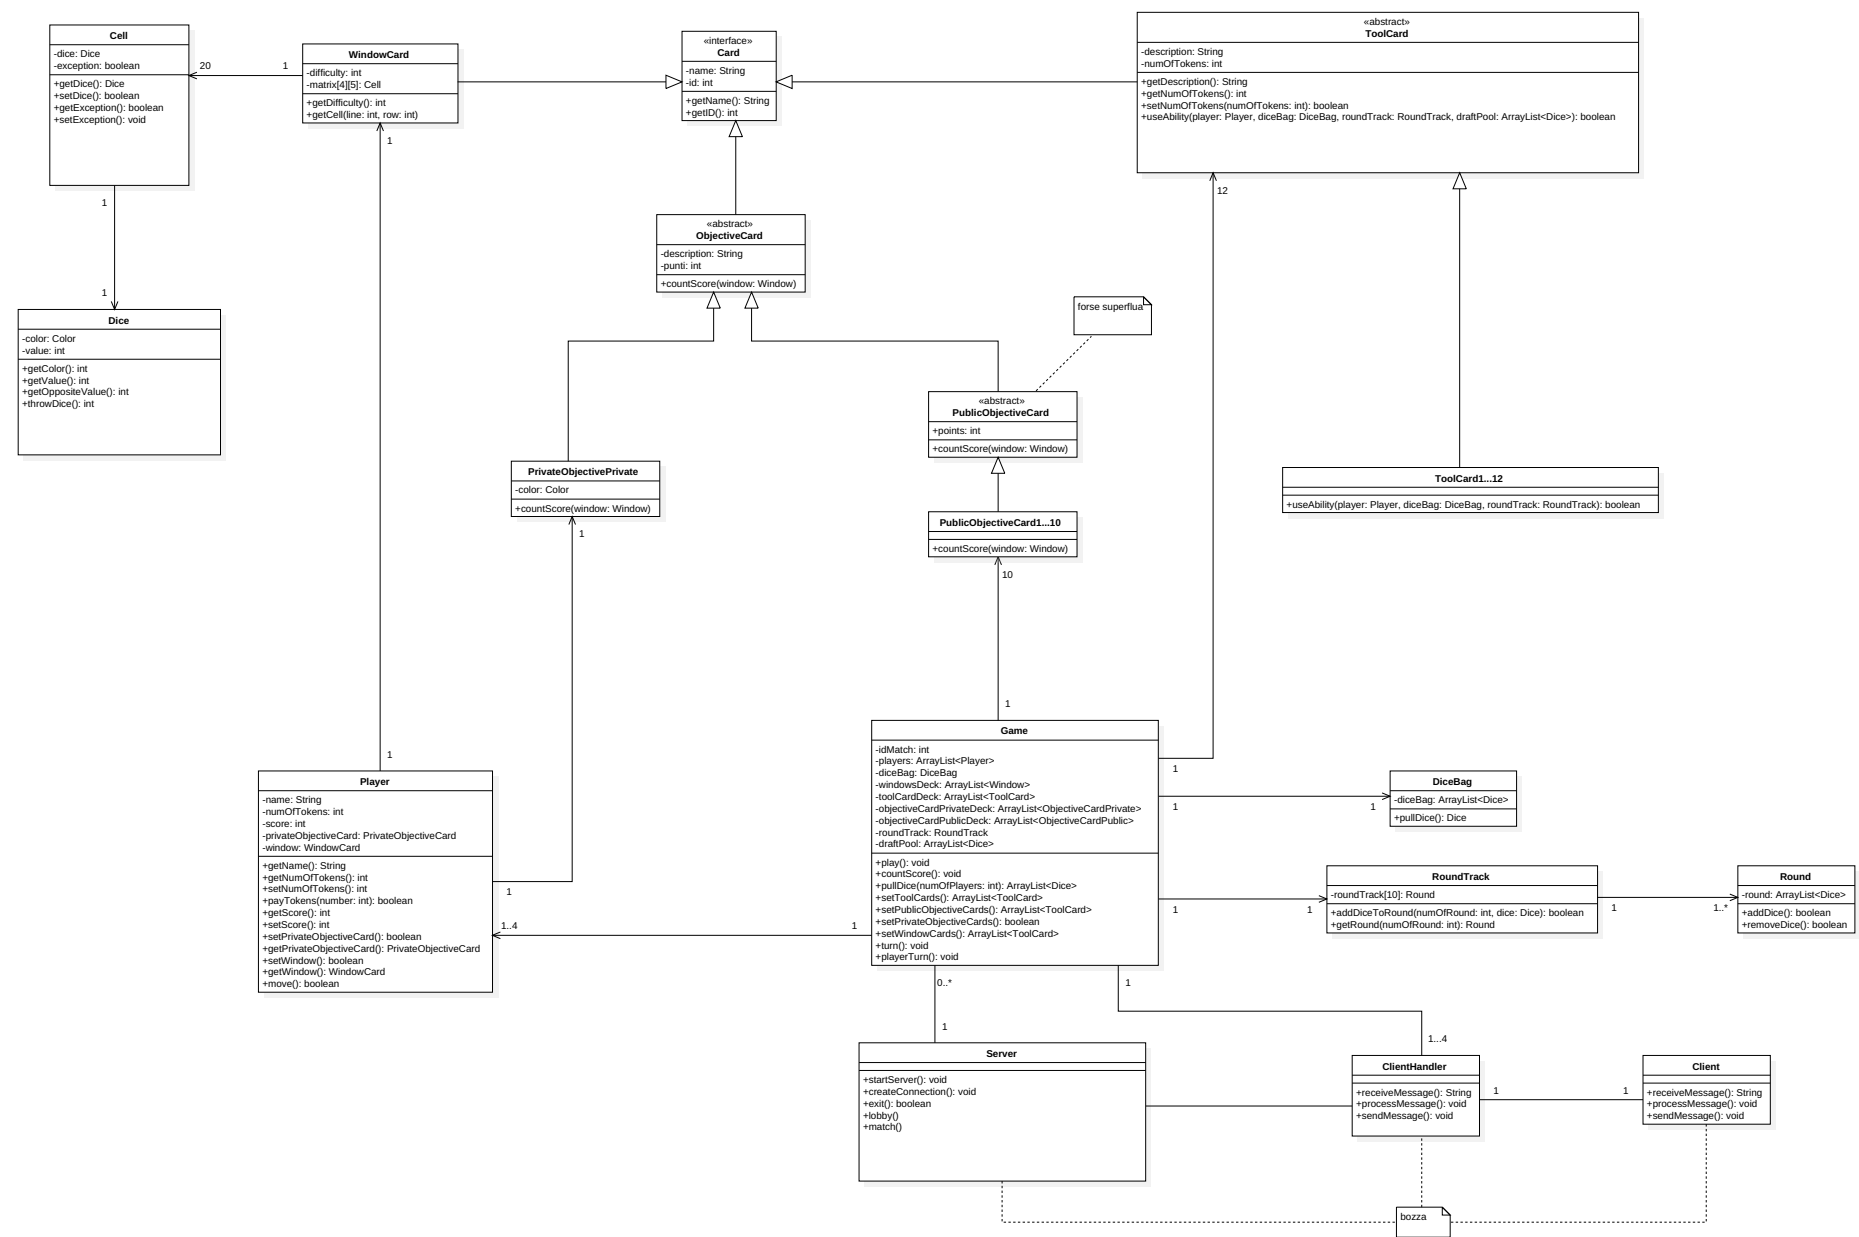 Cell
-dice: Dice
-exception: boolean
+getDice(): Dice
+setDice(): boolean
+getException(): boolean
+setException(): void
20
1
WindowCard
-difficulty: int
-matrix[4][5]: Cell
+getDifficulty(): int
+getCell(line: int, row: int)
1
«interface»
Card
-name: String
-id: int
+getName(): String
+getID(): int
«abstract»
ToolCard
-description: String
-numOfTokens: int
+getDescription(): String
+getNumOfTokens(): int
+setNumOfTokens(numOfTokens: int): boolean
+useAbility(player: Player, diceBag: DiceBag, roundTrack: RoundTrack, draftPool: ArrayList<Dice>): boolean
12
1
1
Dice
-color: Color
-value: int
+getColor(): int
+getValue(): int
+getOppositeValue(): int
+throwDice(): int
«abstract»
ObjectiveCard
-description: String
-punti: int
+countScore(window: Window)
forse superflua
«abstract»
PublicObjectiveCard
+points: int
+countScore(window: Window)
PrivateObjectivePrivate
-color: Color
+countScore(window: Window)
1
PublicObjectiveCard1...10
+countScore(window: Window)
10
ToolCard1...12
+useAbility(player: Player, diceBag: DiceBag, roundTrack: RoundTrack): boolean
1
1
Player
-name: String
-numOfTokens: int
-score: int
-privateObjectiveCard: PrivateObjectiveCard
-window: WindowCard
+getName(): String
+getNumOfTokens(): int
+setNumOfTokens(): int
+payTokens(number: int): boolean
+getScore(): int
+setScore(): int
+setPrivateObjectiveCard(): boolean
+getPrivateObjectiveCard(): PrivateObjectiveCard
+setWindow(): boolean
+getWindow(): WindowCard
+move(): boolean
1
1..4
1
Game
-idMatch: int
-players: ArrayList<Player>
-diceBag: DiceBag
-windowsDeck: ArrayList<Window>
-toolCardDeck: ArrayList<ToolCard>
-objectiveCardPrivateDeck: ArrayList<ObjectiveCardPrivate>
-objectiveCardPublicDeck: ArrayList<ObjectiveCardPublic>
-roundTrack: RoundTrack
-draftPool: ArrayList<Dice>
+play(): void
+countScore(): void
+pullDice(numOfPlayers: int): ArrayList<Dice>
+setToolCards(): ArrayList<ToolCard>
+setPublicObjectiveCards(): ArrayList<ToolCard>
+setPrivateObjectiveCards(): boolean
+setWindowCards(): ArrayList<ToolCard>
+turn(): void
+playerTurn(): void
1
1
1
DiceBag
-diceBag: ArrayList<Dice>
+pullDice(): Dice
1
1
RoundTrack
-roundTrack[10]: Round
+addDiceToRound(numOfRound: int, dice: Dice): boolean
+getRound(numOfRound: int): Round
1
1..*
Round
-round: ArrayList<Dice>
+addDice(): boolean
+removeDice(): boolean
0..*
1
1
1...4
Server
+startServer(): void
+createConnection(): void
+exit(): boolean
+lobby()
+match()
ClientHandler
+receiveMessage(): String
+processMessage(): void
+sendMessage(): void
1
1
Client
+receiveMessage(): String
+processMessage(): void
+sendMessage(): void
bozza